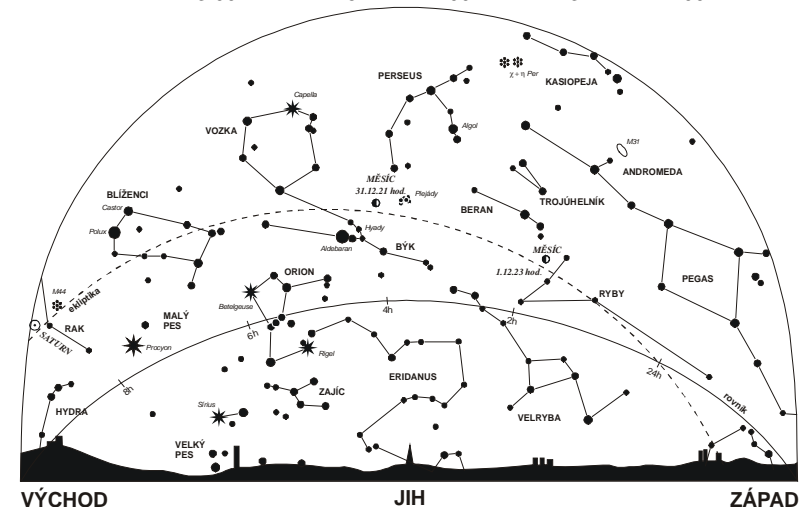 PERSEUS
χ + η Per
KASIOPEJA
Capella
VOZKA
Algol
M31
ANDROMEDA
MĚSÍC
31.12.21 hod.
Plejády
BLÍŽENCI
Castor
Polux
BERAN
TROJÚHELNÍK
Hyady
Aldebaran
BÝK
MĚSÍC
1.12.23 hod.
ORION
PEGAS
M44
ekliptika
Betelgeuse
RYBY
MALÝ
PES
4h
2h
6h
RAK
SATURN
Procyon
Rigel
24h
8h
ERIDANUS
ZAJÍC
rovník
HYDRA
Sírius
VELRYBA
VELKÝ
PES
VÝCHOD
JIH
ZÁPAD